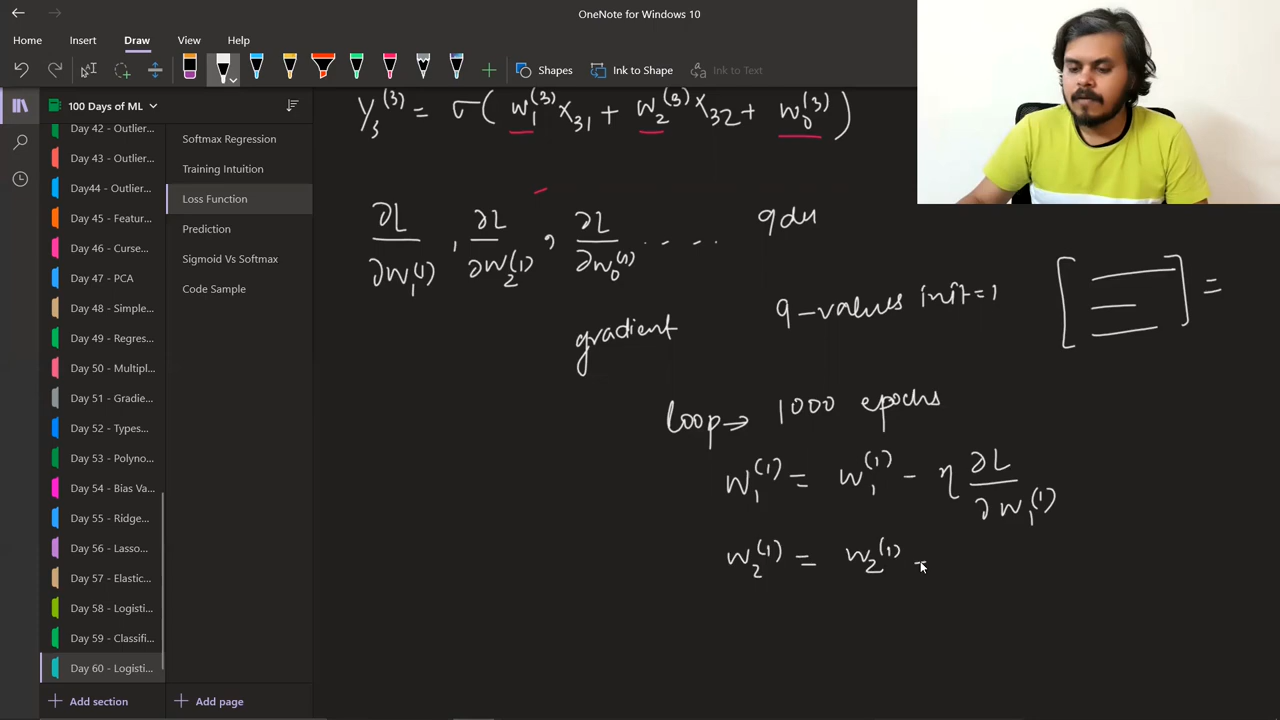 OneNote for Windows 10
Home Insert Draw View Help
Shapes Ink to Shape Ink to Text
100 Days of ML
Day 42 - Outlier...
Day 43 - Outlier...
Day44 - Outlier...
Day 45 - Featur...
Day 46 - Curse...
Day 47 - PCA
Day 48 - Simple...
Day 49 - Regres...
Day 50 - Multipl...
Day 51 - Gradie...
Day 52 - Types...
Day 53 - Polyno...
Day 54 - Bias Va...
Day 55 - Ridge...
Day 56 - Lasso...
Day 57 - Elastic...
Day 58 - Logisti...
Day 59 - Classifi...
Day 60 - Logisti...
Add section
Softmax Regression
Training Intuition
Loss Function
Prediction
Sigmoid Vs Softmax
Code Sample
Add page
Y₃⁽³⁾ = σ( w₁⁽³⁾x₃₁ + w₂⁽³⁾x₃₂ + w₀⁽³⁾ )
∂L/∂w₁⁽¹⁾ , ∂L/∂w₂⁽¹⁾ , ∂L/∂w₀⁽¹⁾ . . . . . 9 der
9-values init=1 [ ] =
gradient
loop → 1000 epochs
w₁⁽¹⁾ = w₁⁽¹⁾ - η ∂L/∂w₁⁽¹⁾
w₂⁽¹⁾ = w₂⁽¹⁾ -